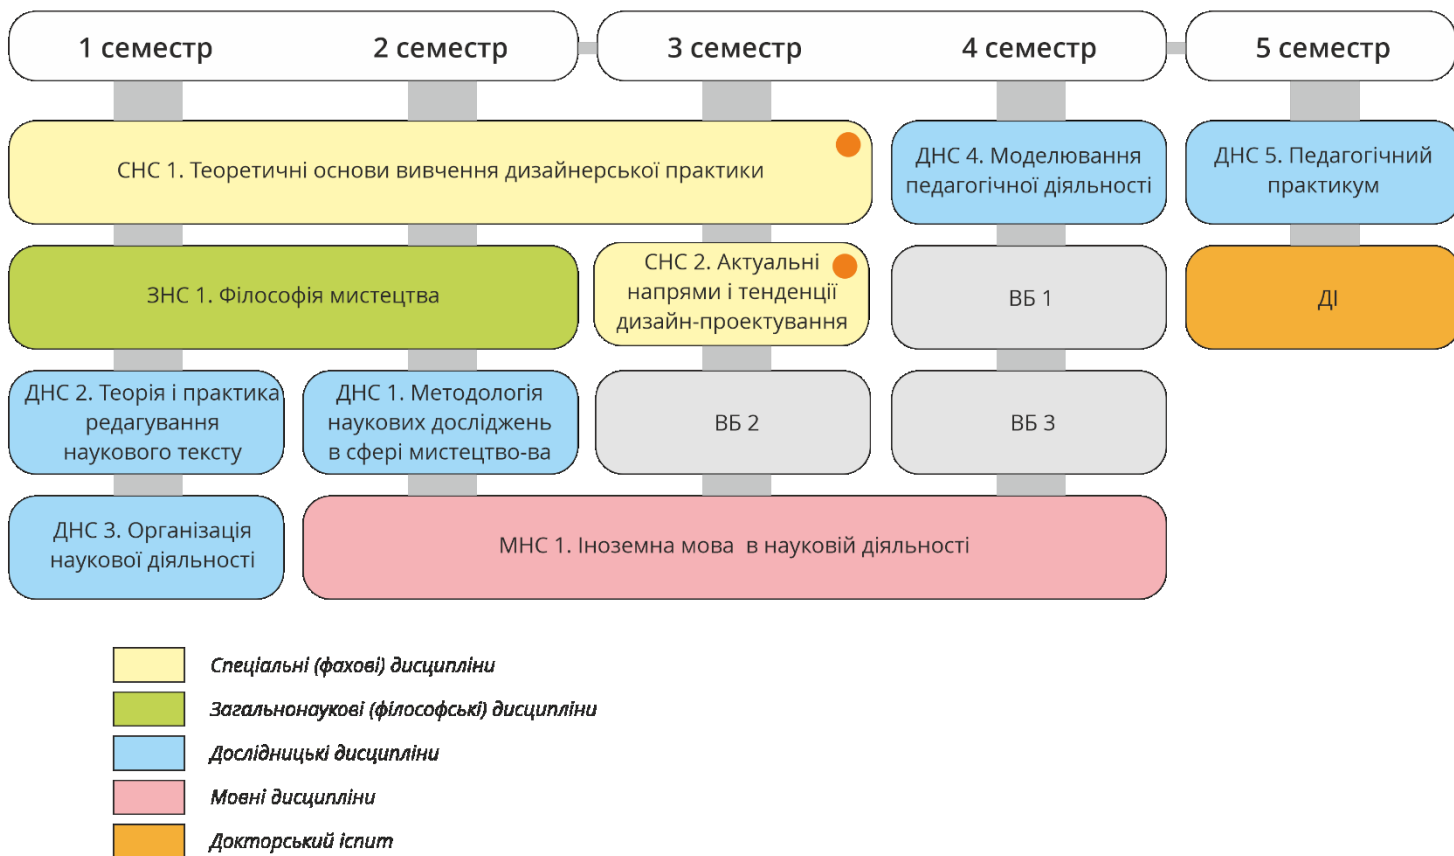 1 семестр
2 семестр
3 семестр
4 семестр
5 семестр
СНС 1. Теоретичні основи вивчення дизайнерської практики
ДНС 4. Моделювання
педагогічної діяльності
ДНС 5. Педагогічний
практикум
ЗНС 1. Філософія мистецтва
СНС 2. Актуальні
напрями і тенденції
дизайн-проектування
ВБ 1
ДІ
ДНС 2. Теорія і практика
редагування
наукового тексту
ДНС 1. Методологія
наукових досліджень
в сфері мистецтво-ва
ВБ 2
ВБ 3
ДНС 3. Організація
наукової діяльності
МНС 1. Іноземна мова  в науковій діяльності
Спеціальні (фахові) дисципліни
Загальнонаукові (філософські) дисципліни
Дослідницькі дисципліни
Мовні дисципліни
Докторський іспит